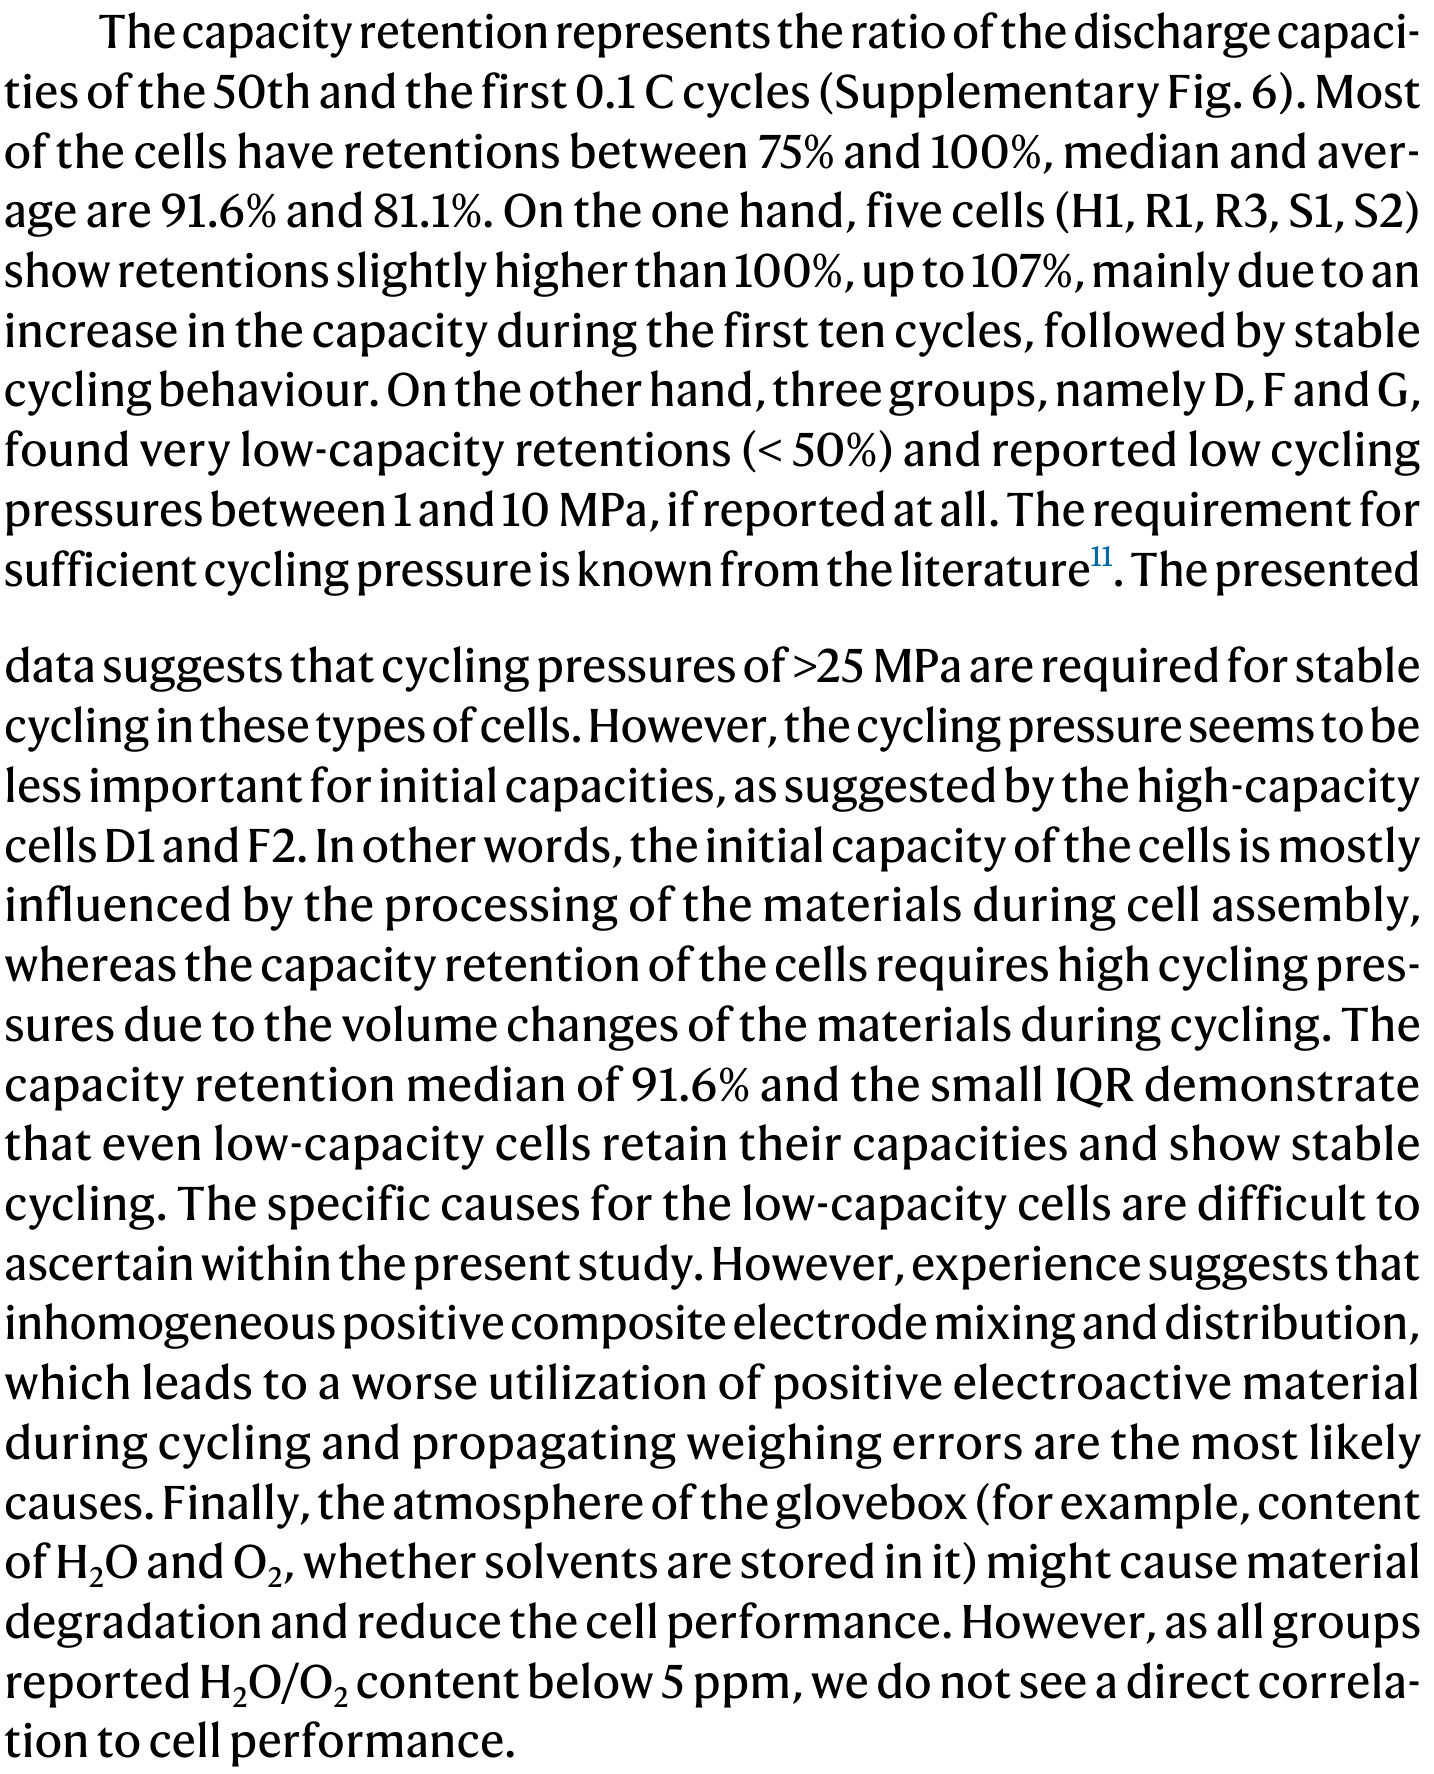 The capacity retention represents the ratio of the discharge capaci-
ties of the 50th and the first 0.1 C cycles (Supplementary Fig. 6). Most
of the cells have retentions between 75% and 100%, median and aver-
age are 91.6% and 81.1%. On the one hand, five cells (H1, R1, R3, S1, S2)
show retentions slightly higher than 100%, up to 107%, mainly due to an
increase in the capacity during the first ten cycles, followed by stable
cycling behaviour. On the other hand, three groups, namely D, F and G,
found very low-capacity retentions (< 50%) and reported low cycling
pressures between 1 and 10 MPa, if reported at all. The requirement for
sufficient cycling pressure is known from the literature¹¹. The presented
data suggests that cycling pressures of >25 MPa are required for stable
cycling in these types of cells. However, the cycling pressure seems to be
less important for initial capacities, as suggested by the high-capacity
cells D1 and F2. In other words, the initial capacity of the cells is mostly
influenced by the processing of the materials during cell assembly,
whereas the capacity retention of the cells requires high cycling pres-
sures due to the volume changes of the materials during cycling. The
capacity retention median of 91.6% and the small IQR demonstrate
that even low-capacity cells retain their capacities and show stable
cycling. The specific causes for the low-capacity cells are difficult to
ascertain within the present study. However, experience suggests that
inhomogeneous positive composite electrode mixing and distribution,
which leads to a worse utilization of positive electroactive material
during cycling and propagating weighing errors are the most likely
causes. Finally, the atmosphere of the glovebox (for example, content
of H₂O and O₂, whether solvents are stored in it) might cause material
degradation and reduce the cell performance. However, as all groups
reported H₂O/O₂ content below 5 ppm, we do not see a direct correla-
tion to cell performance.